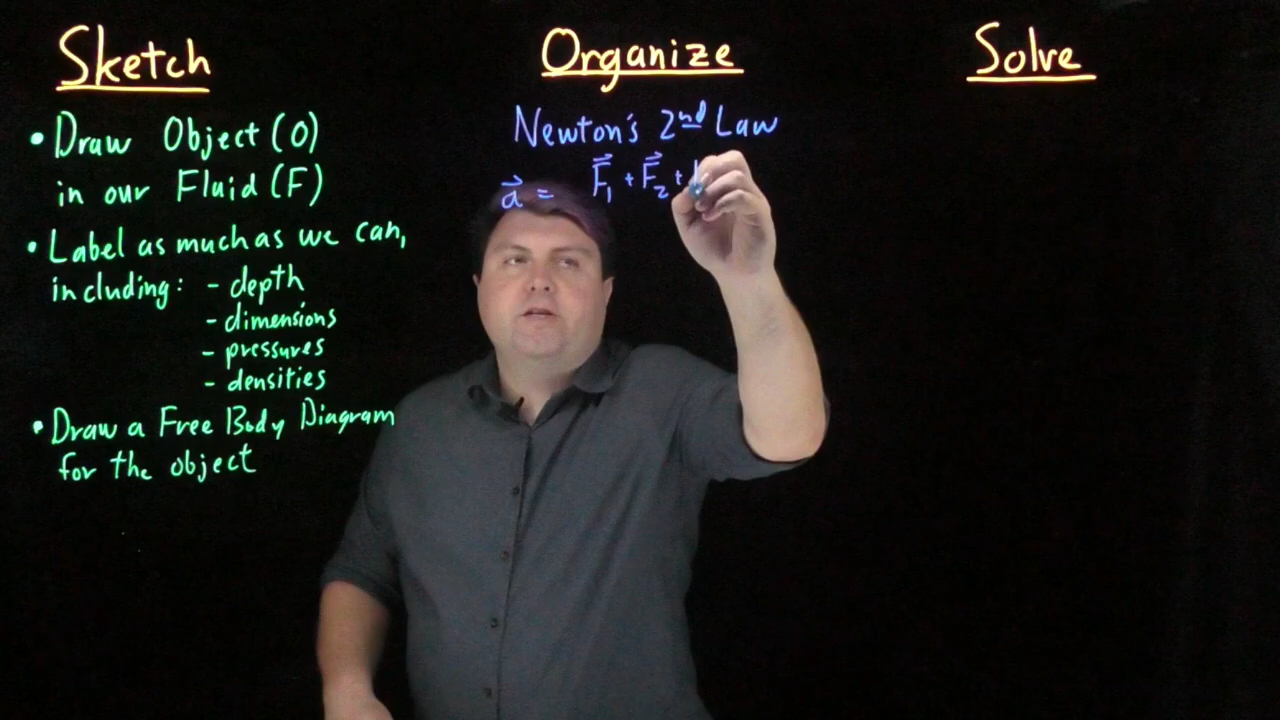 Sketch
• Draw Object (O)
in our Fluid (F)
• Label as much as we can,
including: - depth
- dimensions
- pressures
- densities
• Draw a Free Body Diagram
for the object
Organize
Newton's 2nd Law
a⃗ = F⃗₁ + F⃗₂ +
Solve